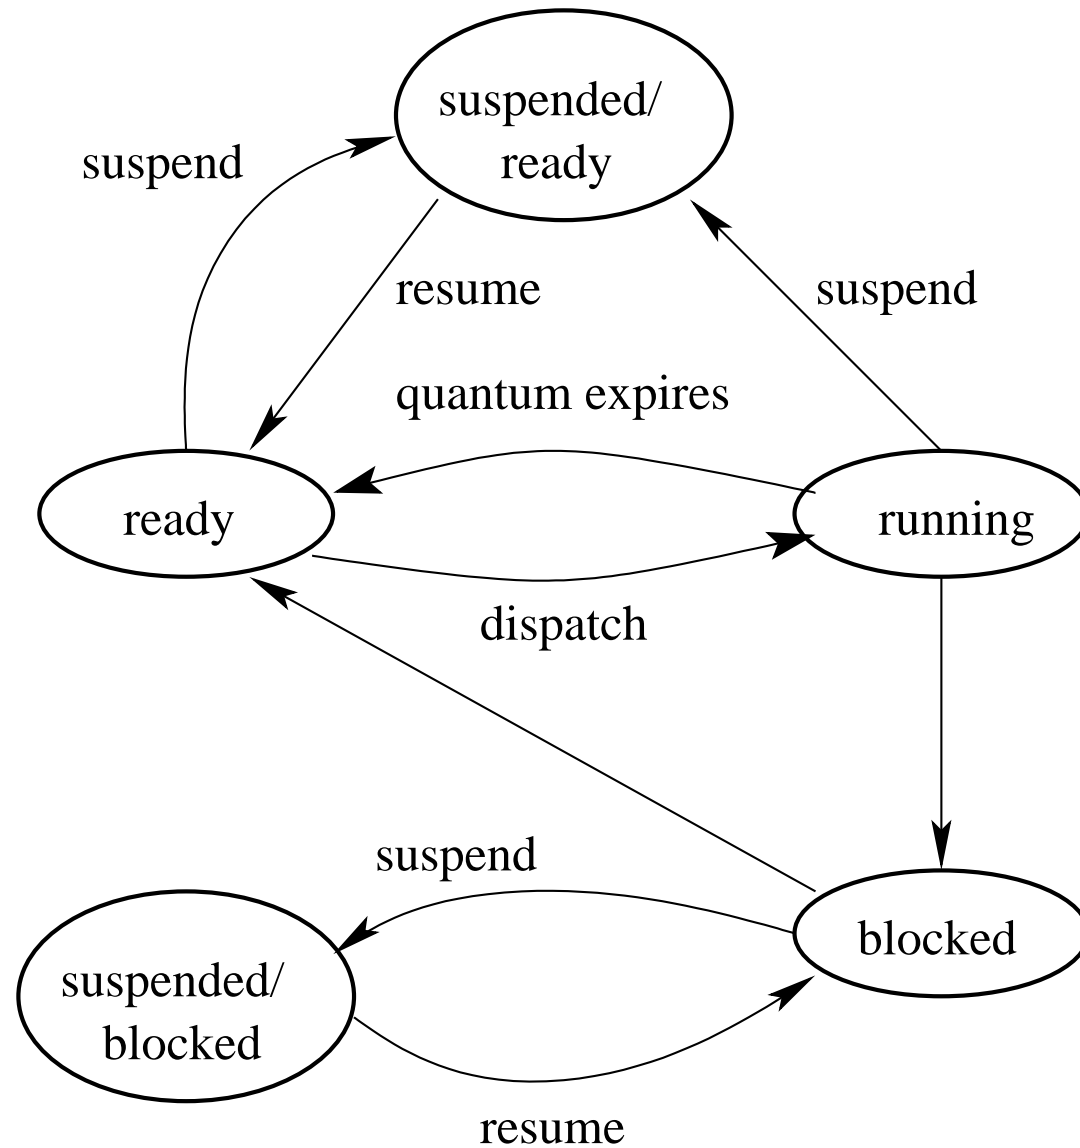 suspended/
ready
suspend
resume
suspend
quantum expires
ready
running
dispatch
suspend
blocked
suspended/
blocked
resume